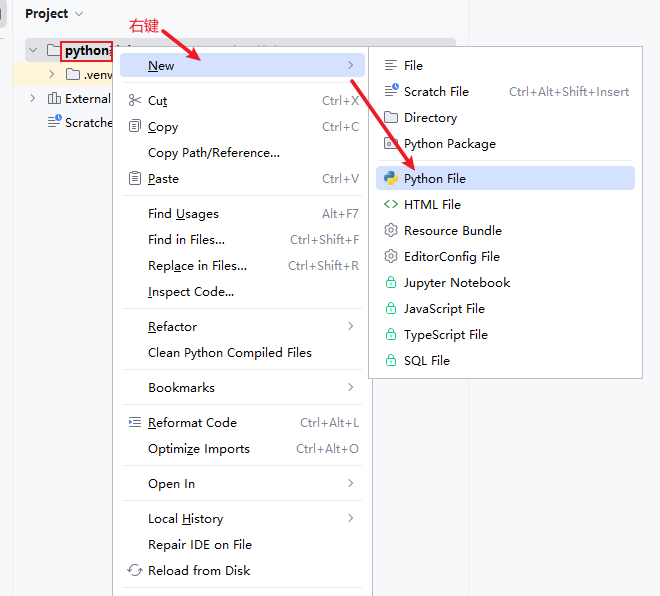 Project
右键
python
.venv
External
Scratche
New
Cut Ctrl+X
Copy Ctrl+C
Copy Path/Reference...
Paste Ctrl+V
Find Usages Alt+F7
Find in Files... Ctrl+Shift+F
Replace in Files... Ctrl+Shift+R
Inspect Code...
Refactor
Clean Python Compiled Files
Bookmarks
Reformat Code Ctrl+Alt+L
Optimize Imports Ctrl+Alt+O
Open In
Local History
Repair IDE on File
Reload from Disk
File
Scratch File Ctrl+Alt+Shift+Insert
Directory
Python Package
Python File
HTML File
Resource Bundle
EditorConfig File
Jupyter Notebook
JavaScript File
TypeScript File
SQL File